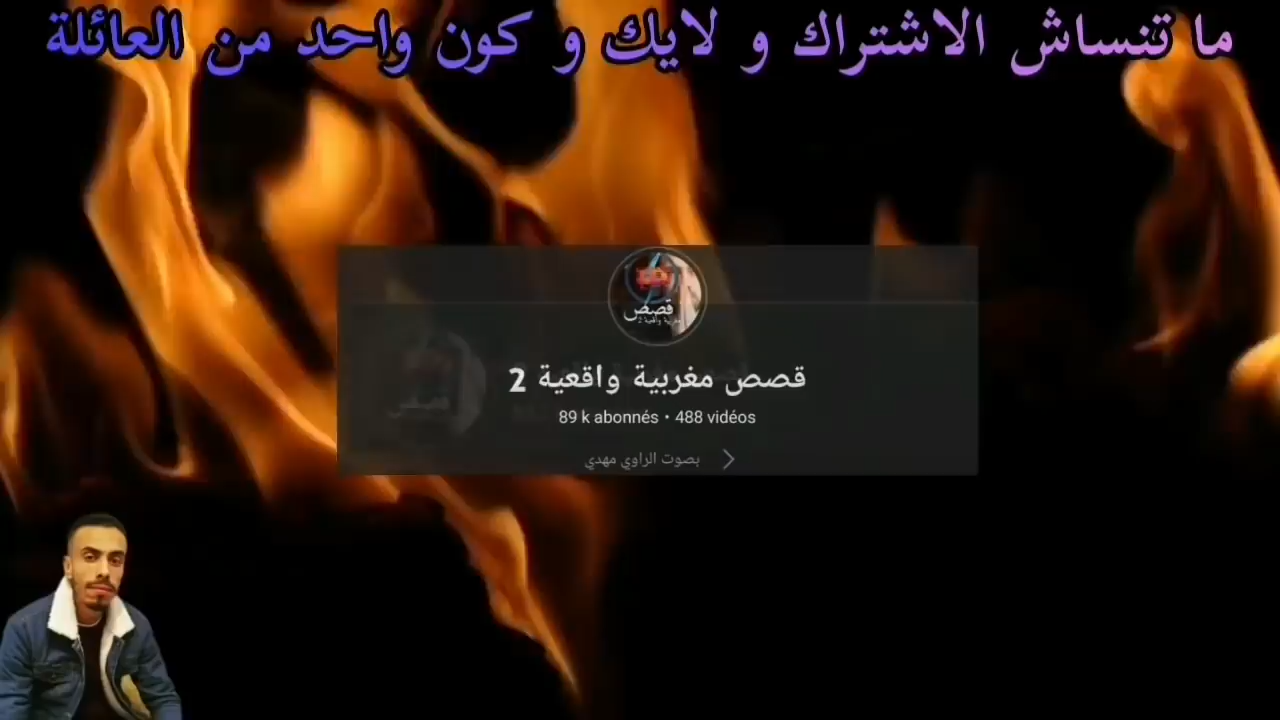 ما تنساش الاشتراك و لايك و كون واحد من العائلة
قصص
قصص مغربية واقعية 2
89 k abonnés • 488 vidéos
بصوت الراوي مهدي